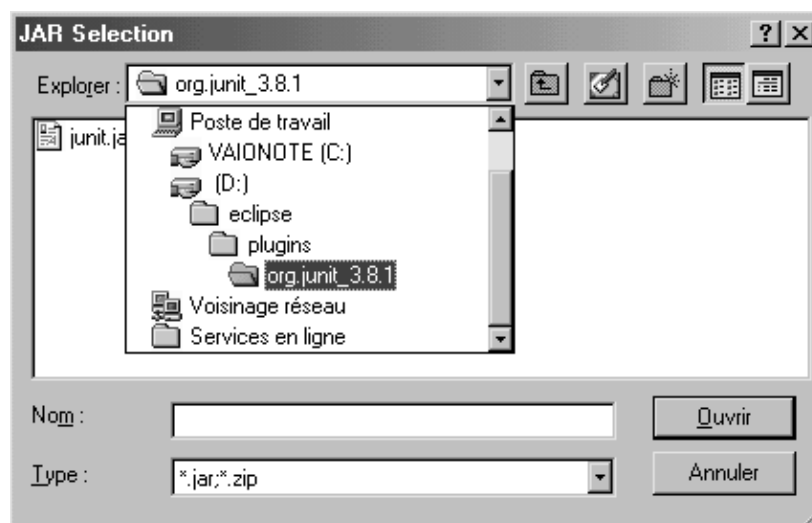 JAR Selection
Explorer : org.junit_3.8.1
junit.ja
Poste de travail
VAIONOTE (C:)
(D:)
eclipse
plugins
org.junit_3.8.1
Voisinage réseau
Services en ligne
Nom :
Ouvrir
Type : *.jar;*.zip
Annuler